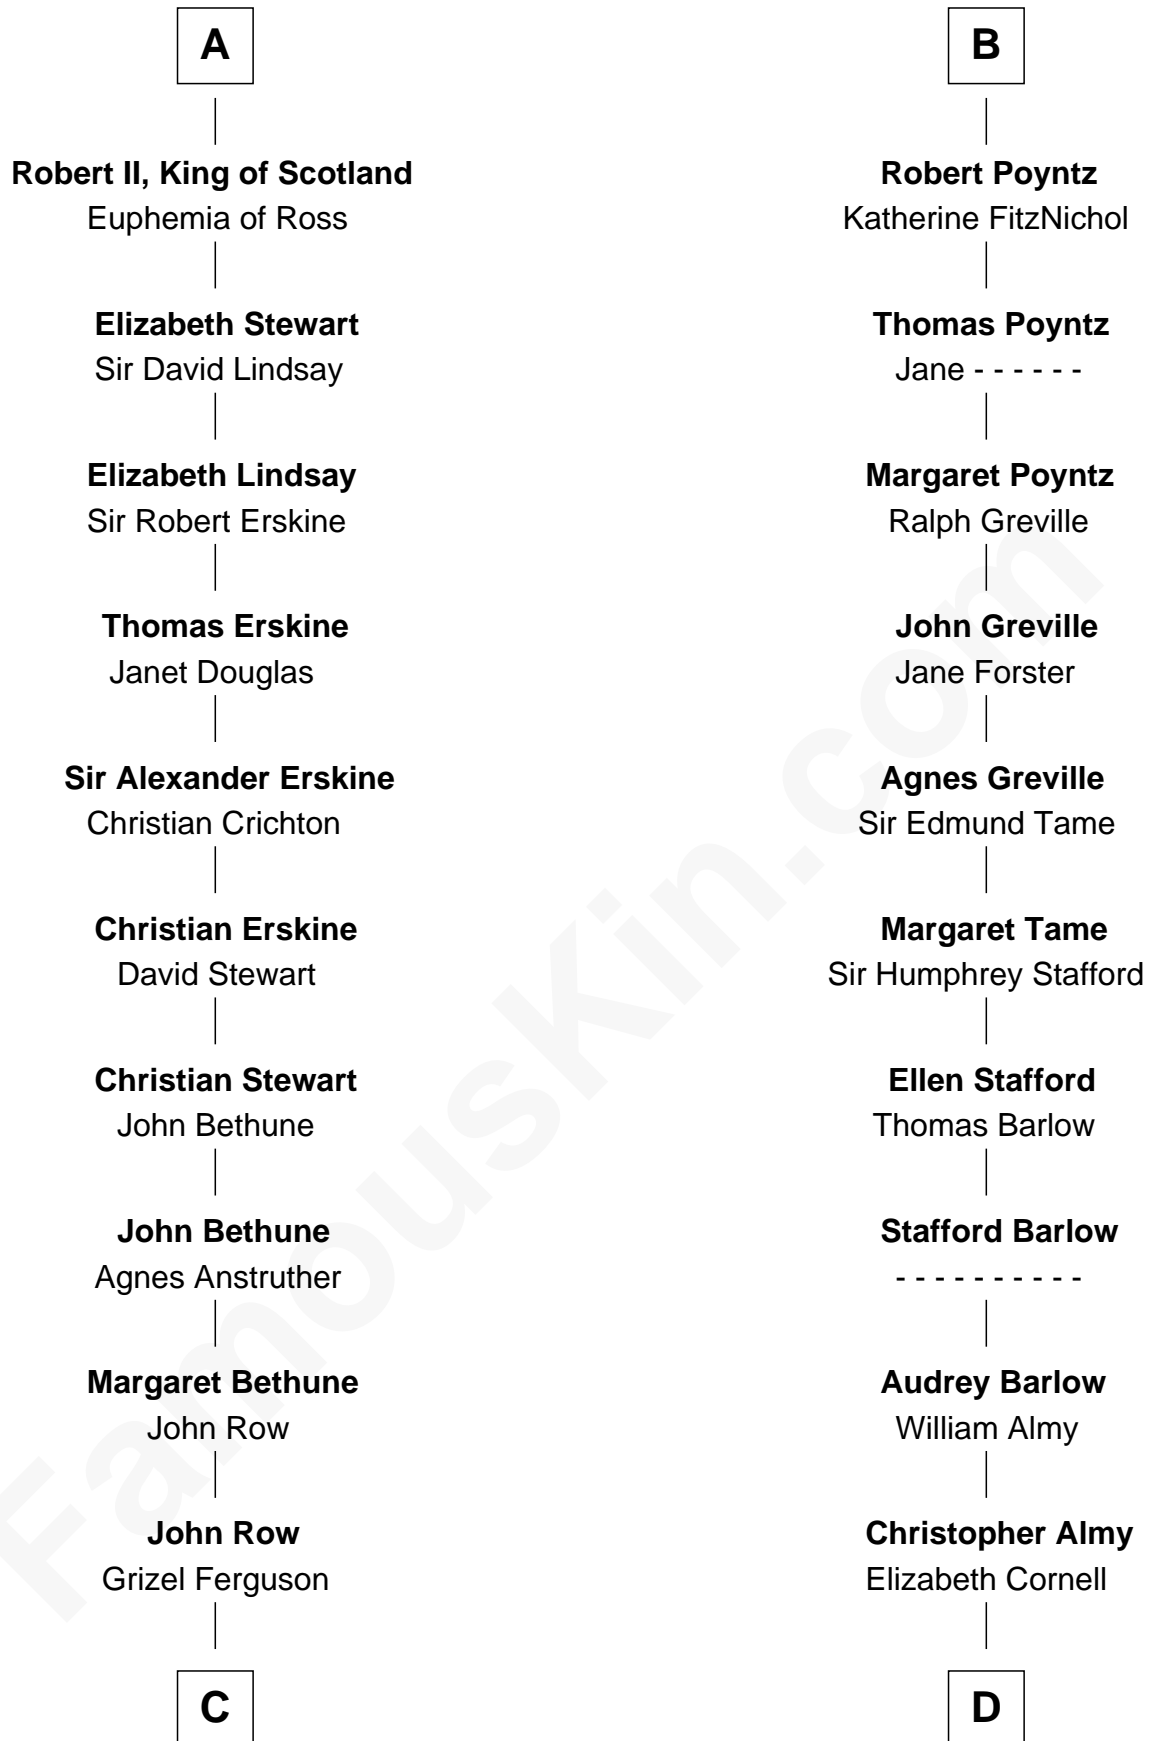 A
Robert II, King of Scotland
Euphemia of Ross
Elizabeth Stewart
Sir David Lindsay
Elizabeth Lindsay
Sir Robert Erskine
Thomas Erskine
Janet Douglas
Sir Alexander Erskine
Christian Crichton
Christian Erskine
David Stewart
Christian Stewart
John Bethune
John Bethune
Agnes Anstruther
Margaret Bethune
John Row
John Row
Grizel Ferguson
C
B
Robert Poyntz
Katherine FitzNichol
Thomas Poyntz
Jane - - - - - -
Margaret Poyntz
Ralph Greville
John Greville
Jane Forster
Agnes Greville
Sir Edmund Tame
Margaret Tame
Sir Humphrey Stafford
Ellen Stafford
Thomas Barlow
Stafford Barlow
- - - - - - - - - -
Audrey Barlow
William Almy
Christopher Almy
Elizabeth Cornell
D
FamousKin.com